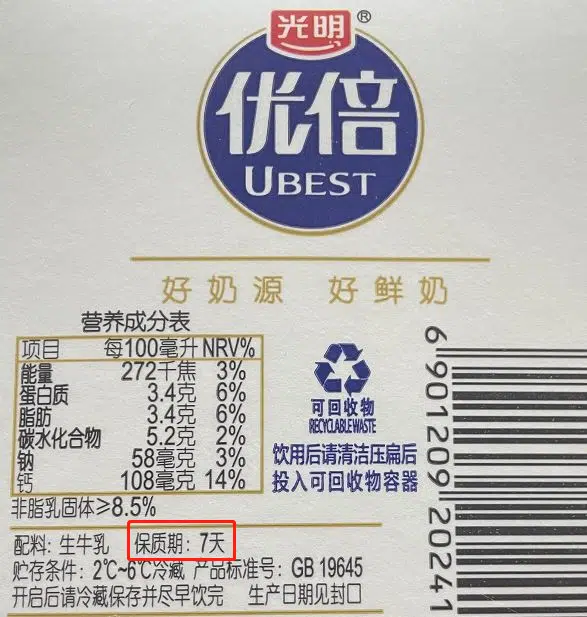 光明®
优倍
UBEST
好奶源 好鲜奶
营养成分表
项目 每100毫升 NRV%
能量 272千焦 3%
蛋白质 3.4克 6%
脂肪 3.4克 6%
碳水化合物 5.2克 2%
钠 58毫克 3%
钙 108毫克 14%
非脂乳固体≥8.5%
可回收物
RECYCLABLE WASTE
饮用后请清洁压扁后
投入可回收物容器
配料: 生牛乳 保质期: 7天
贮存条件: 2℃~6℃冷藏 产品标准号: GB 19645
开启后请冷藏保存并尽早饮完 生产日期见封口
6 901209 20241